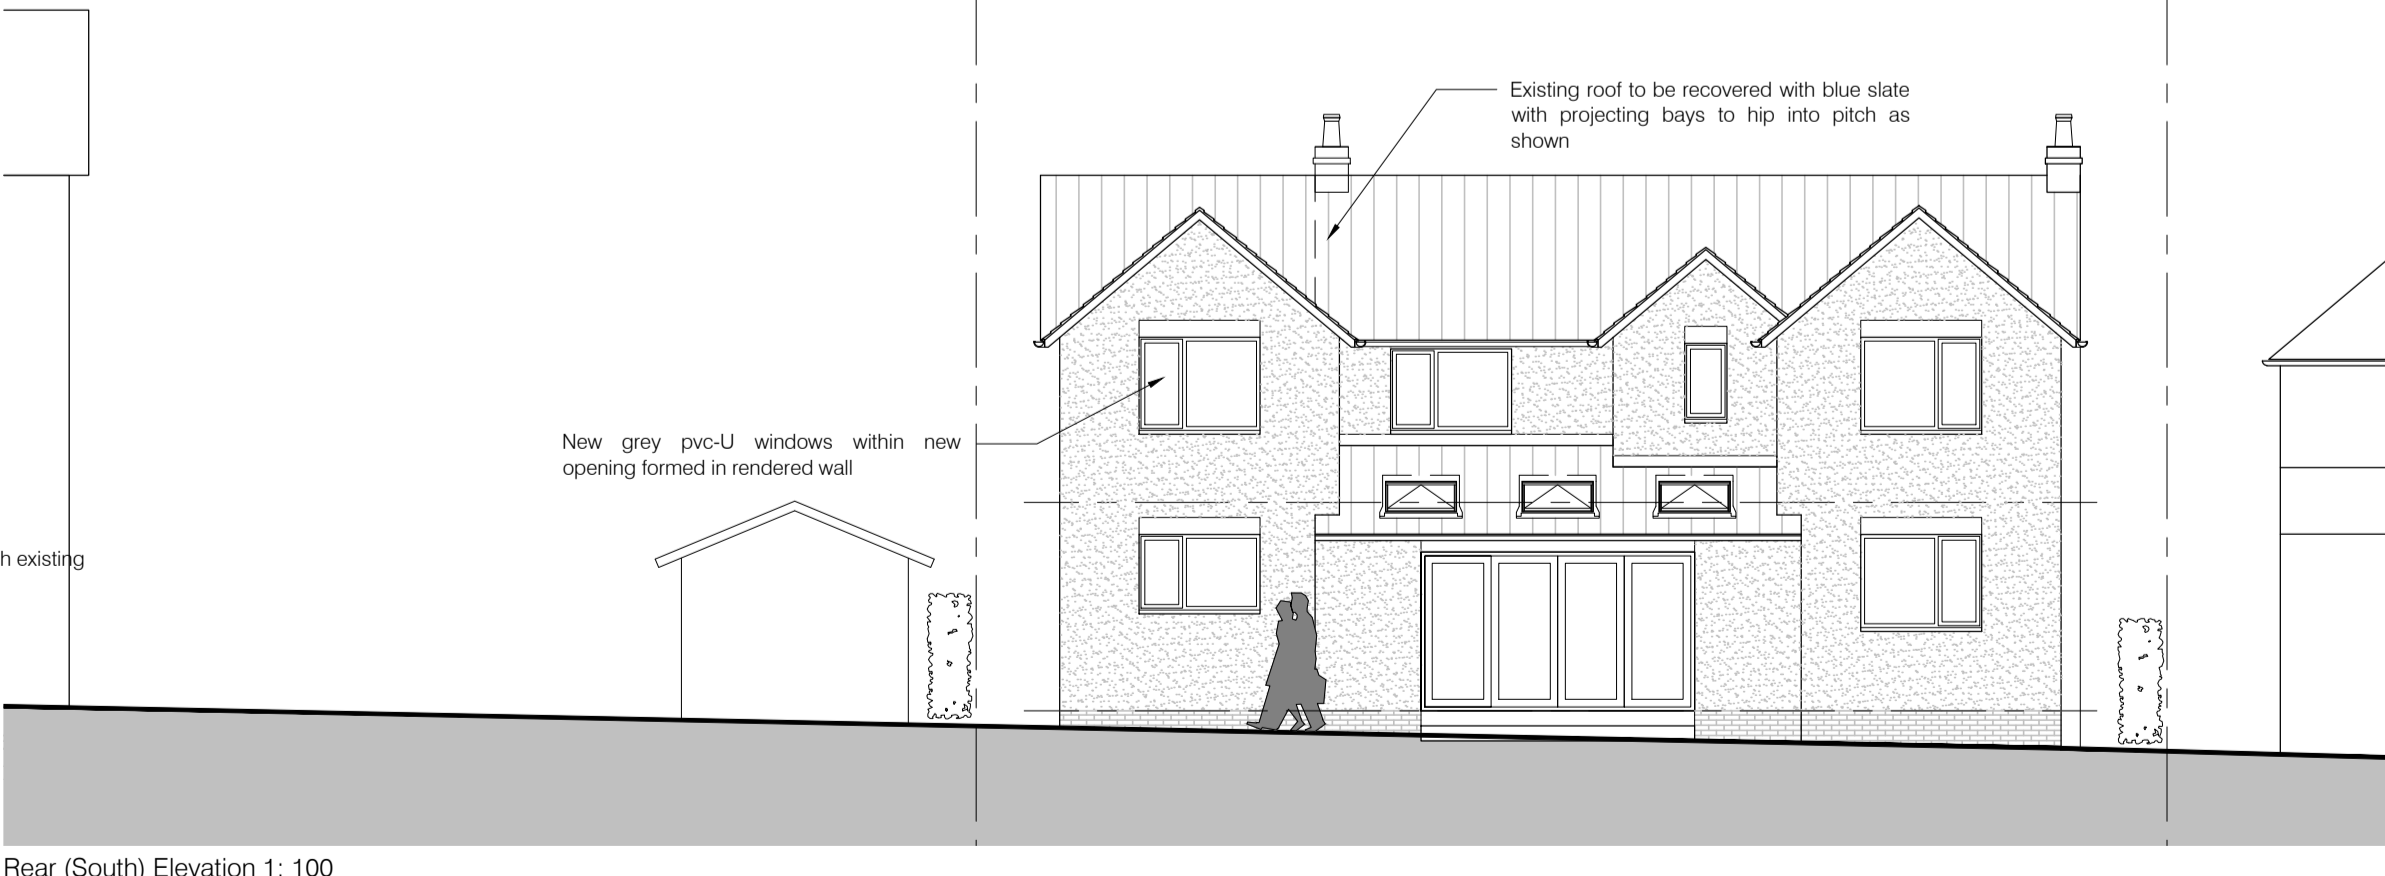 Existing roof to be recovered with blue slate
with projecting bays to hip into pitch as
shown
New grey pvc-U windows within new
opening formed in rendered wall
h existing
Rear (South) Elevation 1: 100